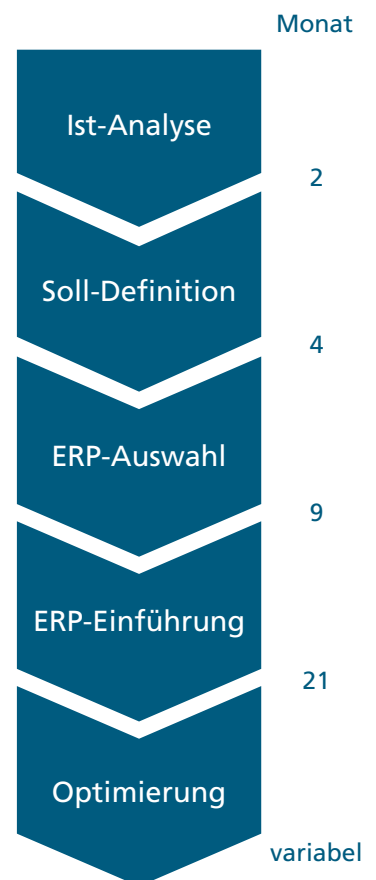 Monat
Ist-Analyse
2
Soll-Definition
4
ERP-Auswahl
9
ERP-Einführung
21
Optimierung
variabel